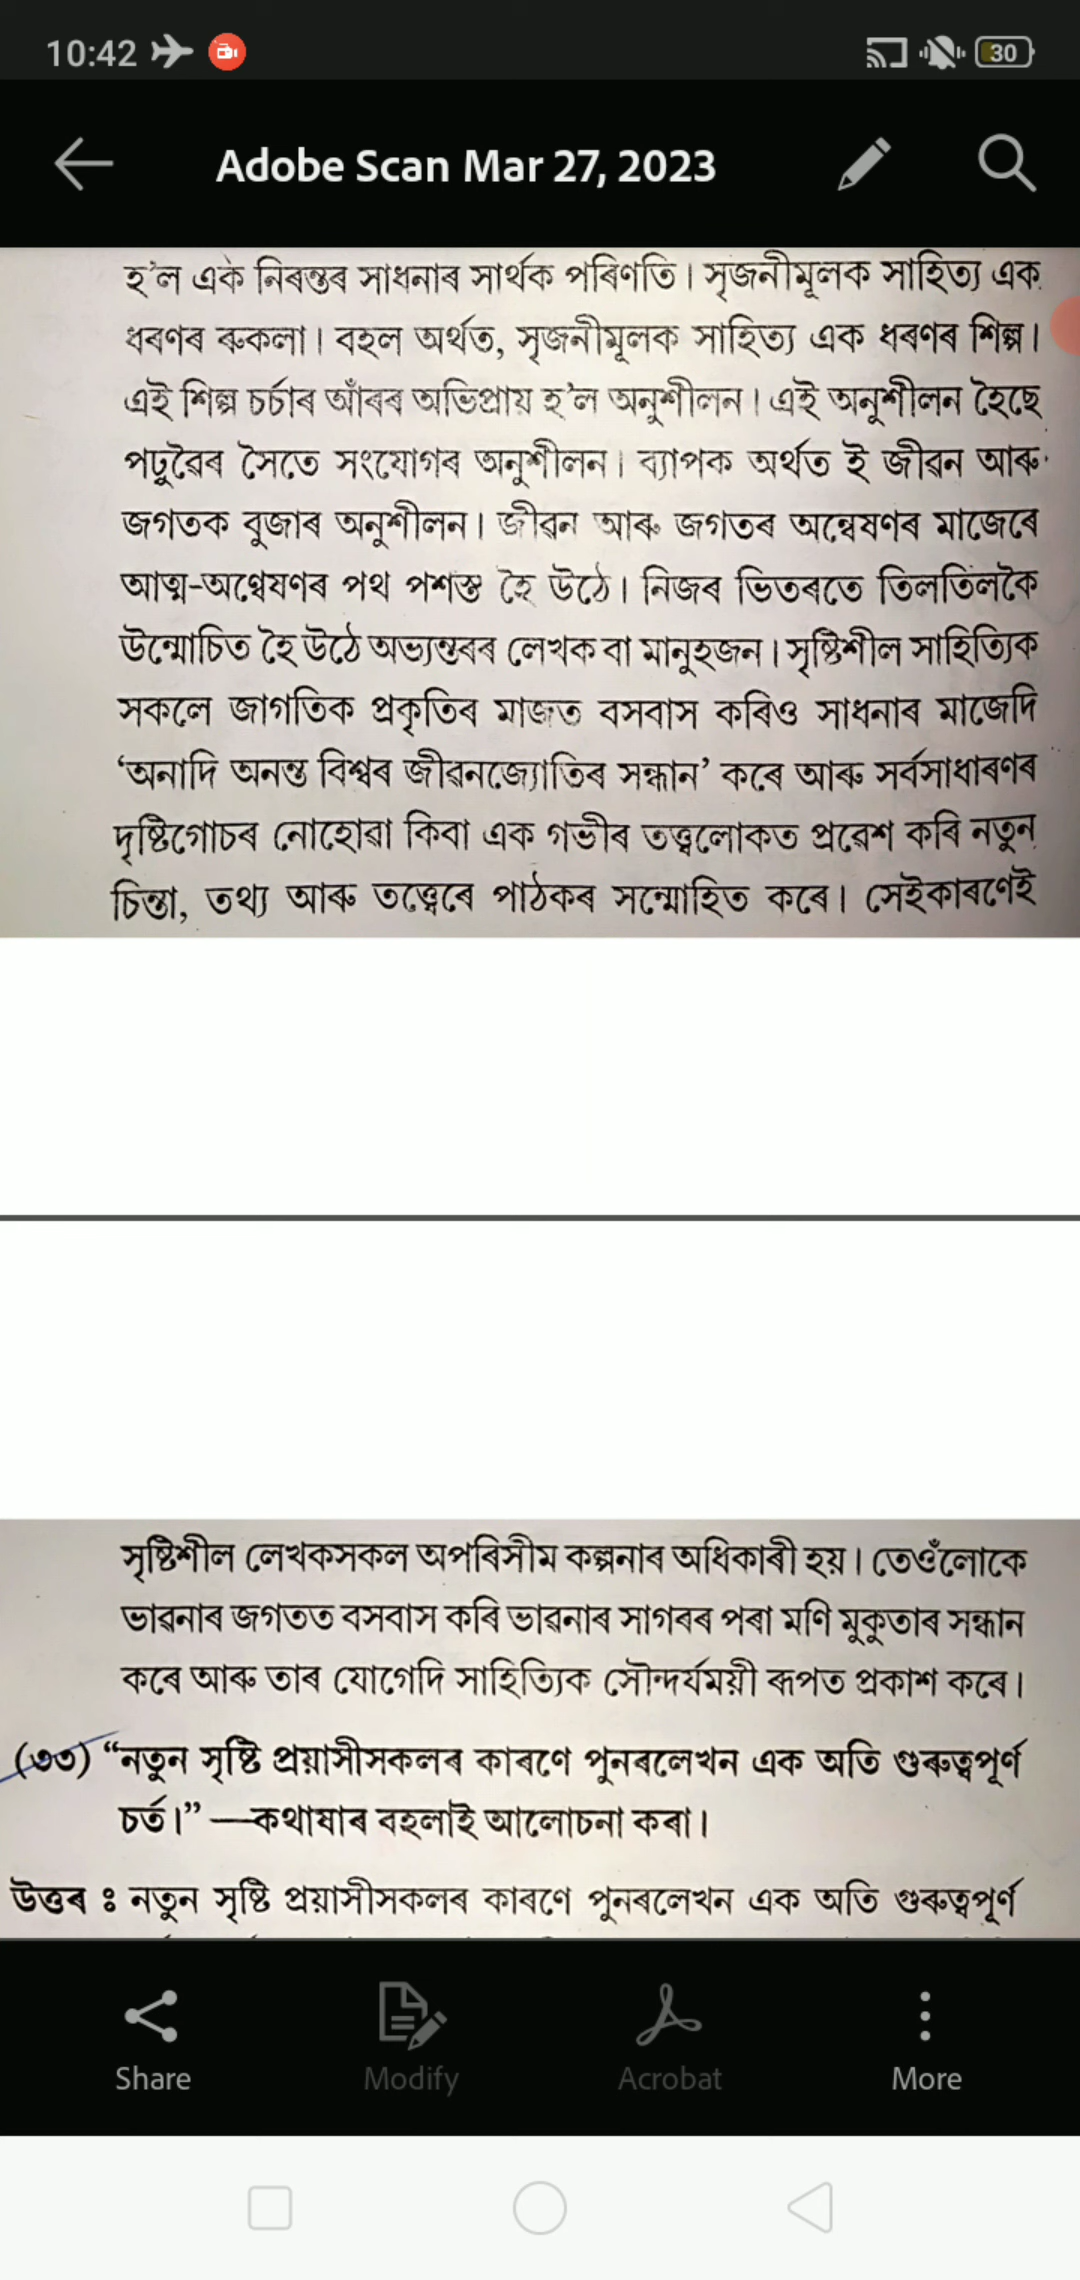 10:42
30
Adobe Scan Mar 27, 2023
হ'ল এক নিৰন্তৰ সাধনাৰ সাৰ্থক পৰিণতি। সৃজনীমূলক সাহিত্য এক
ধৰণৰ ৰুকলা। বহল অৰ্থত, সৃজনীমূলক সাহিত্য এক ধৰণৰ শিল্প।
এই শিল্প চৰ্চাৰ আঁৰৰ অভিপ্ৰায় হ'ল অনুশীলন। এই অনুশীলন হৈছে
পঢ়ুৱৈৰ সৈতে সংযোগৰ অনুশীলন। ব্যাপক অৰ্থত ই জীৱন আৰু
জগতক বুজাৰ অনুশীলন। জীৱন আৰু জগতৰ অন্বেষণৰ মাজেৰে
আত্ম-অণ্বেষণৰ পথ পশস্ত হৈ উঠে। নিজৰ ভিতৰতে তিলতিলকৈ
উন্মোচিত হৈ উঠে অভ্যন্তৰৰ লেখক বা মানুহজন। সৃষ্টিশীল সাহিত্যিক
সকলে জাগতিক প্ৰকৃতিৰ মাজত বসবাস কৰিও সাধনাৰ মাজেদি
‘অনাদি অনন্ত বিশ্বৰ জীৱনজ্যোতিৰ সন্ধান’ কৰে আৰু সৰ্বসাধাৰণৰ
দৃষ্টিগোচৰ নোহোৱা কিবা এক গভীৰ তত্ত্বলোকত প্ৰৱেশ কৰি নতুন
চিন্তা, তথ্য আৰু তত্ত্বেৰে পাঠকৰ সন্মোহিত কৰে। সেইকাৰণেই
সৃষ্টিশীল লেখকসকল অপৰিসীম কল্পনাৰ অধিকাৰী হয়। তেওঁলোকে
ভাৱনাৰ জগতত বসবাস কৰি ভাৱনাৰ সাগৰৰ পৰা মণি মুকুতাৰ সন্ধান
কৰে আৰু তাৰ যোগেদি সাহিত্যিক সৌন্দৰ্যময়ী ৰূপত প্ৰকাশ কৰে।
(৩৩) “নতুন সৃষ্টি প্ৰয়াসীসকলৰ কাৰণে পুনৰলেখন এক অতি গুৰুত্বপূৰ্ণ
চৰ্ত।” —কথাষাৰ বহলাই আলোচনা কৰা।
উত্তৰ ঃ নতুন সৃষ্টি প্ৰয়াসীসকলৰ কাৰণে পুনৰলেখন এক অতি গুৰুত্বপূৰ্ণ
Share
Modify
Acrobat
More